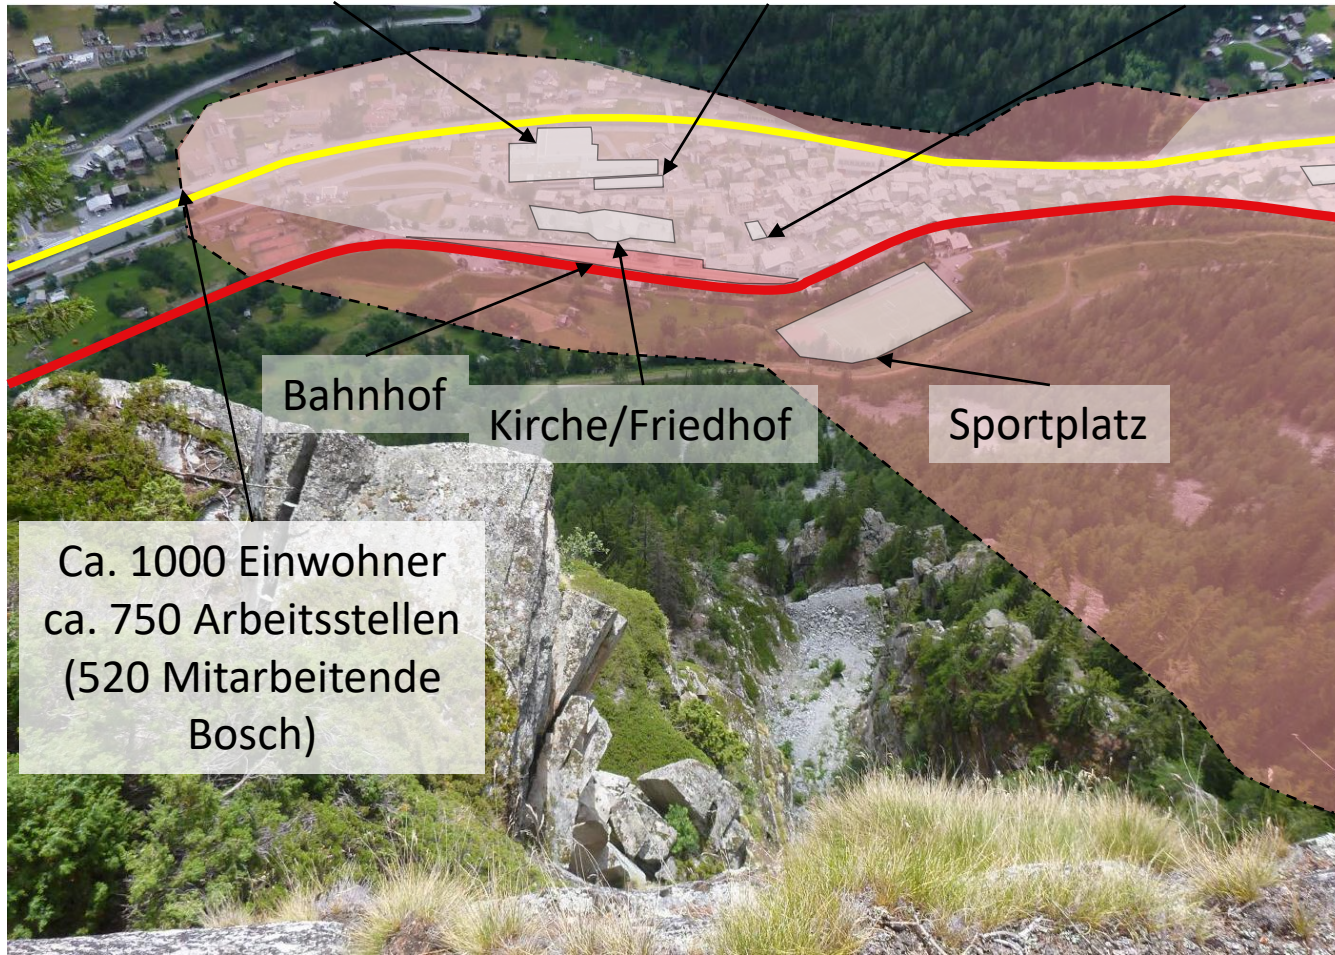 Bahnhof
Kirche/Friedhof
Sportplatz
Ca. 1000 Einwohner
ca. 750 Arbeitsstellen
(520 Mitarbeitende
Bosch)